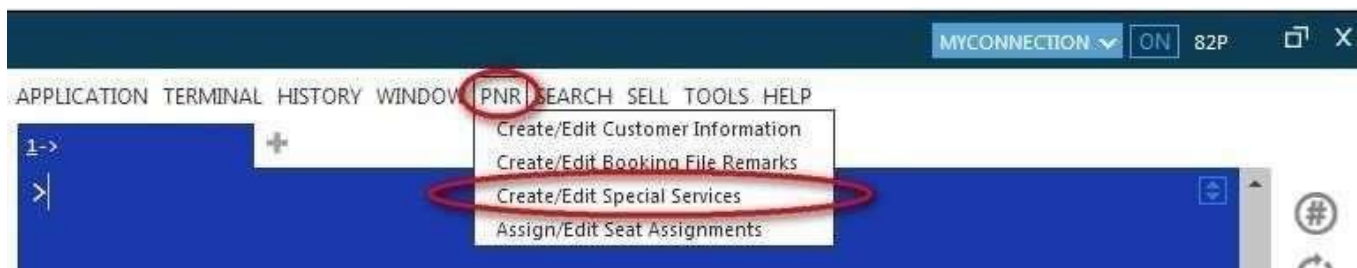 MYCONNECTION ON 82P X
APPLICATION TERMINAL HISTORY WINDOW PNR SEARCH SELL TOOLS HELP
1->
Create/Edit Customer Information
Create/Edit Booking File Remarks
>
Create/Edit Special Services
Assign/Edit Seat Assignments
#